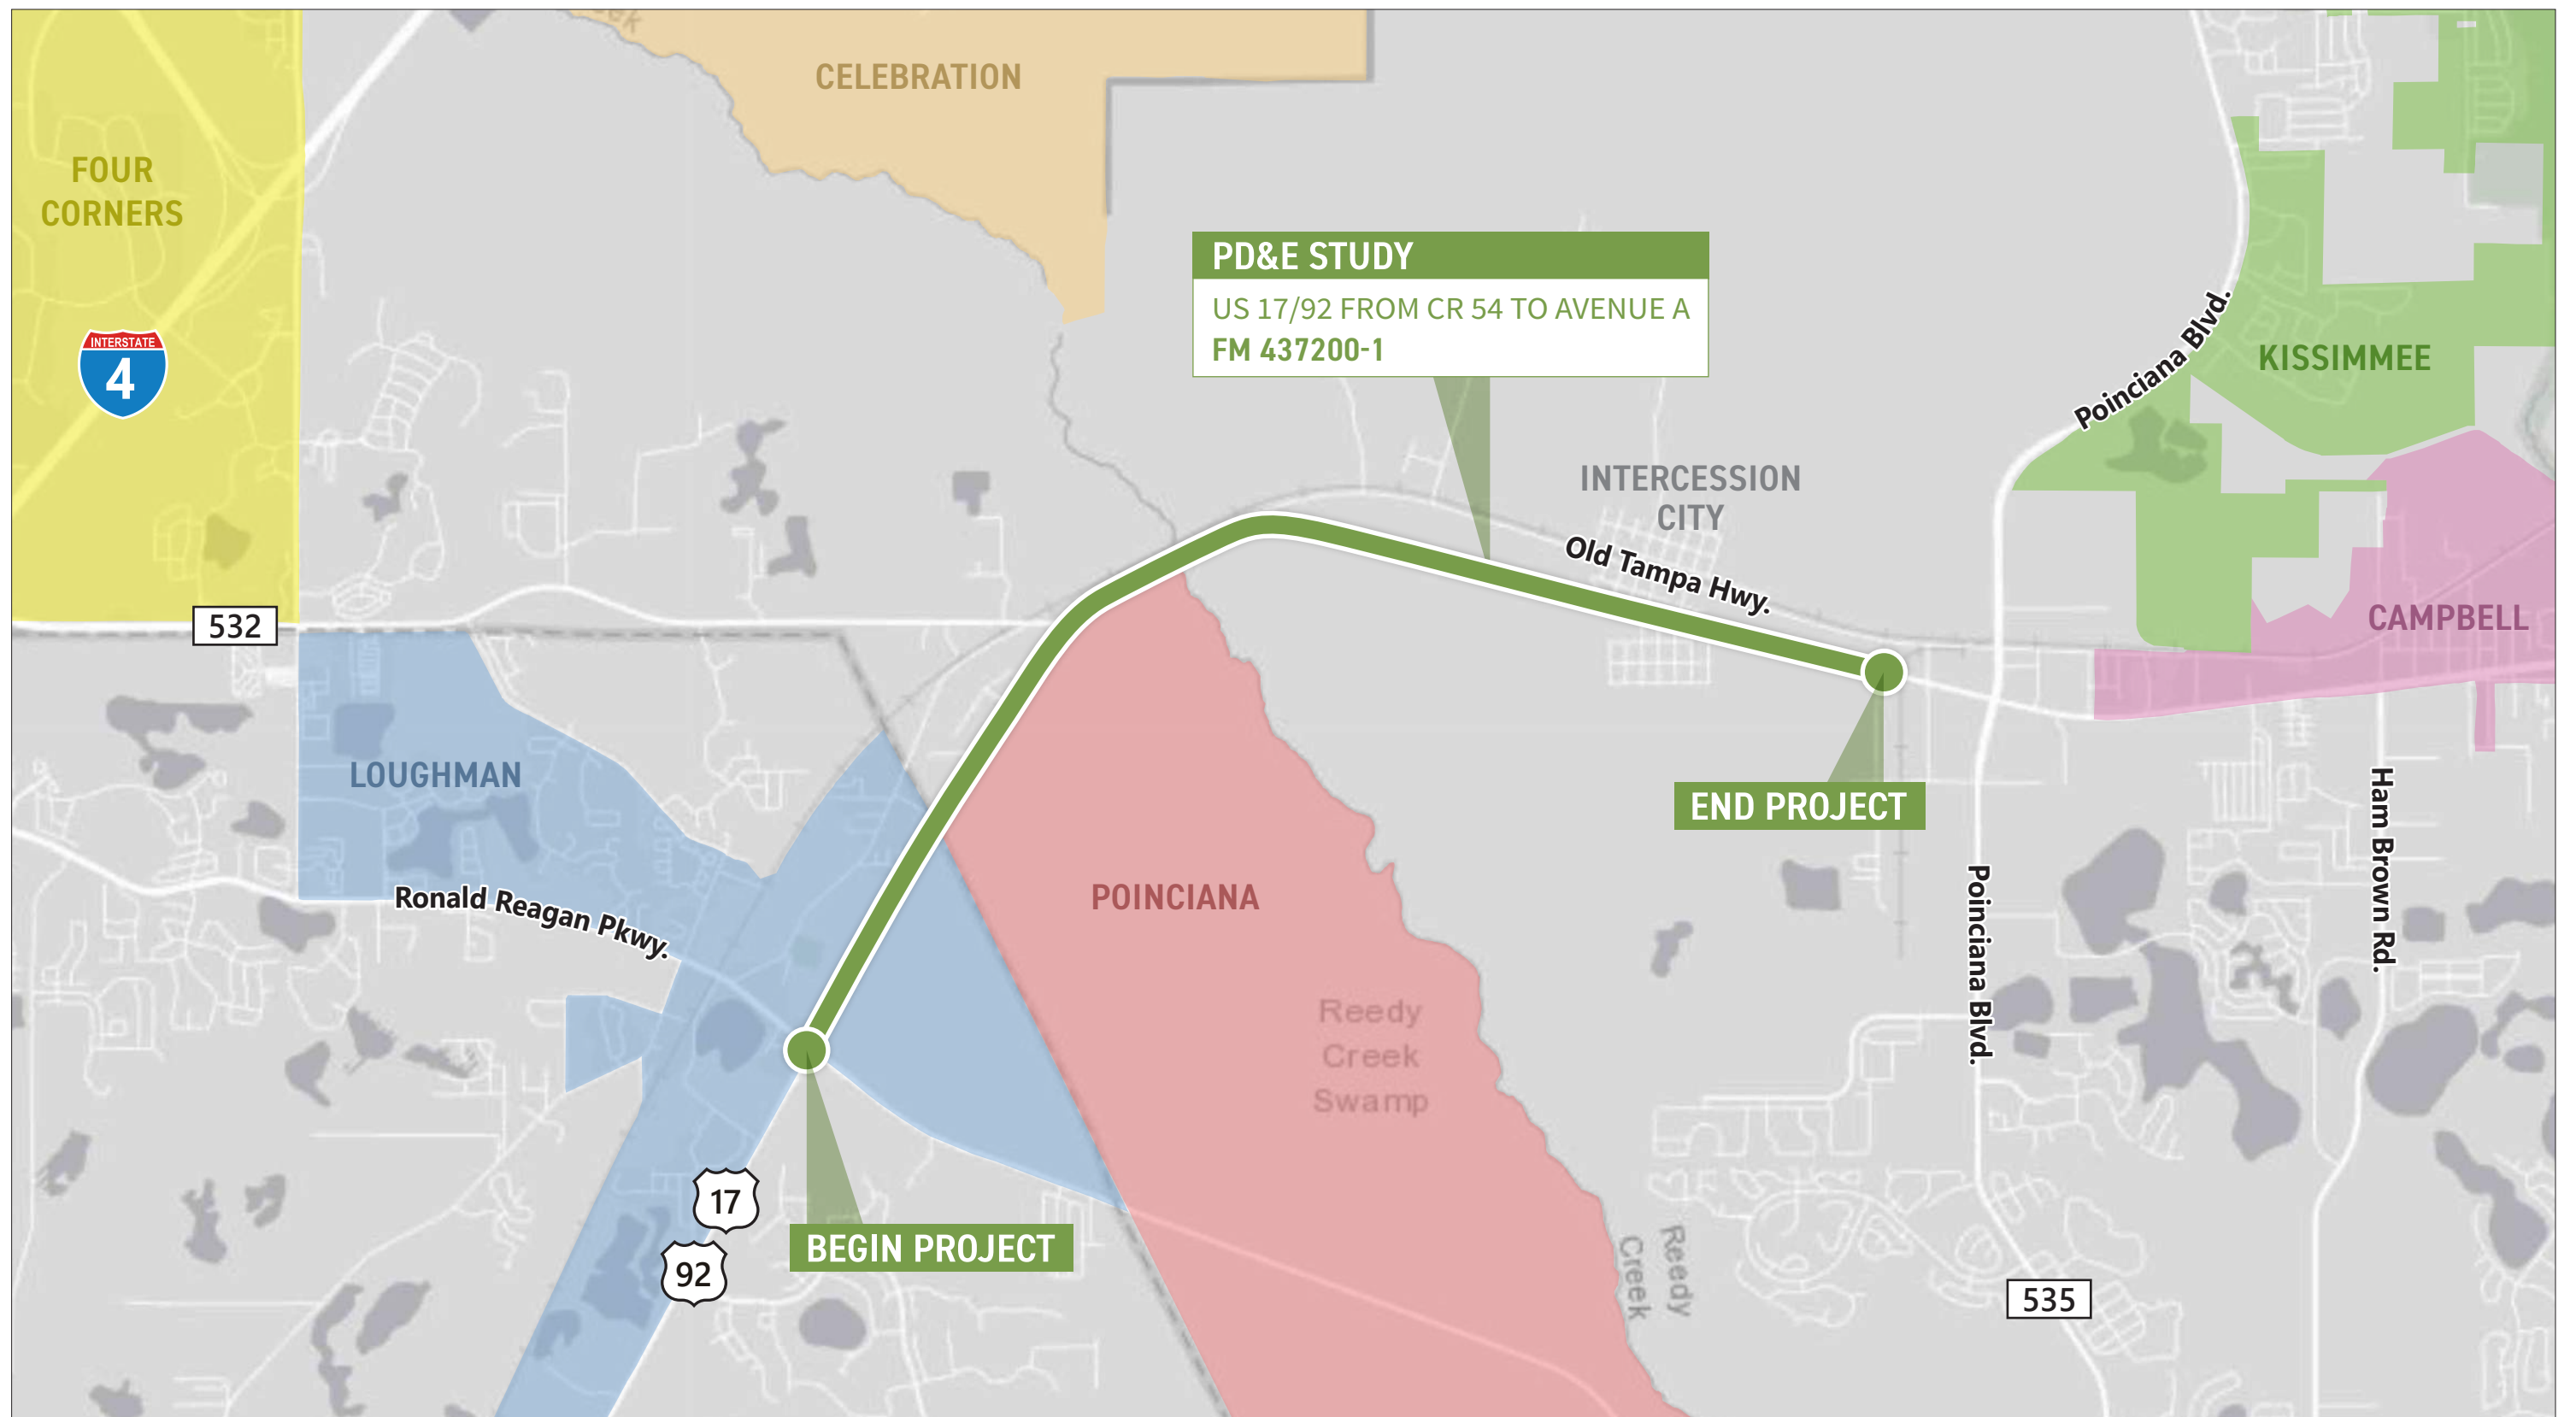 CELEBRATION
FOUR
CORNERS
INTERSTATE
4
PD&E STUDY
US 17/92 FROM CR 54 TO AVENUE A
FM 437200-1
Poinciana Blvd.
KISSIMMEE
INTERCESSION
CITY
Old Tampa Hwy.
532
CAMPBELL
LOUGHMAN
END PROJECT
Ham Brown Rd.
Ronald Reagan Pkwy.
POINCIANA
Poinciana Blvd.
Reedy
Creek
Swamp
17
BEGIN PROJECT
92
Reedy
Creek
535